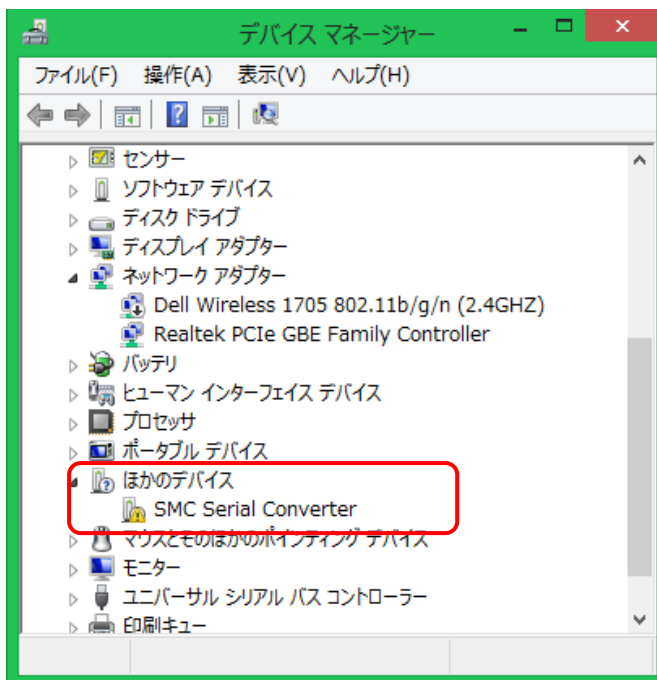 デバイス マネージャー
ファイル(F) 操作(A) 表示(V) ヘルプ(H)
センサー
ソフトウェア デバイス
ディスク ドライブ
ディスプレイ アダプター
ネットワーク アダプター
Dell Wireless 1705 802.11b/g/n (2.4GHZ)
Realtek PCIe GBE Family Controller
バッテリ
ヒューマン インターフェイス デバイス
プロセッサ
ポータブル デバイス
ほかのデバイス
SMC Serial Converter
マウスとそのほかのポインティング デバイス
モニター
ユニバーサル シリアル バス コントローラー
印刷キュー